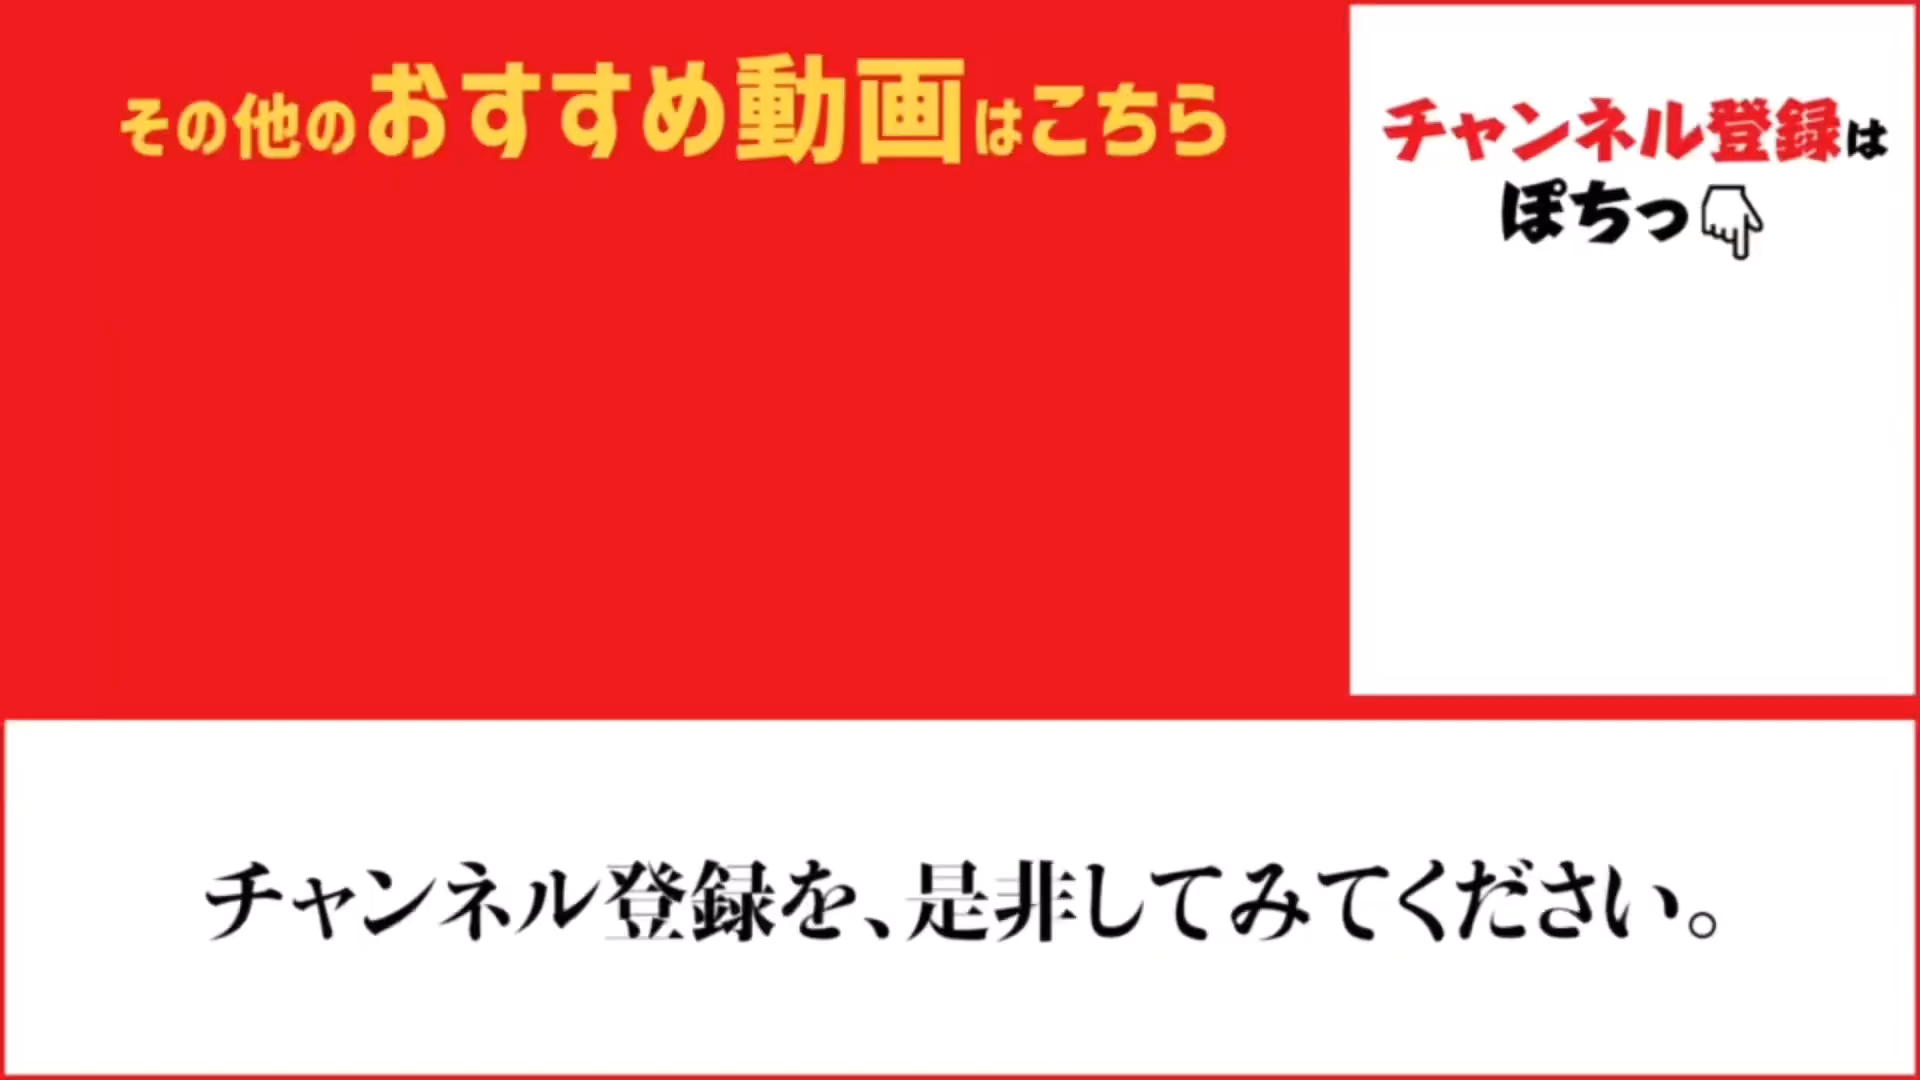 その他のおすすめ動画はこちら
チャンネル登録は
ぽちっ👇
チャンネル登録を、是非してみてください。